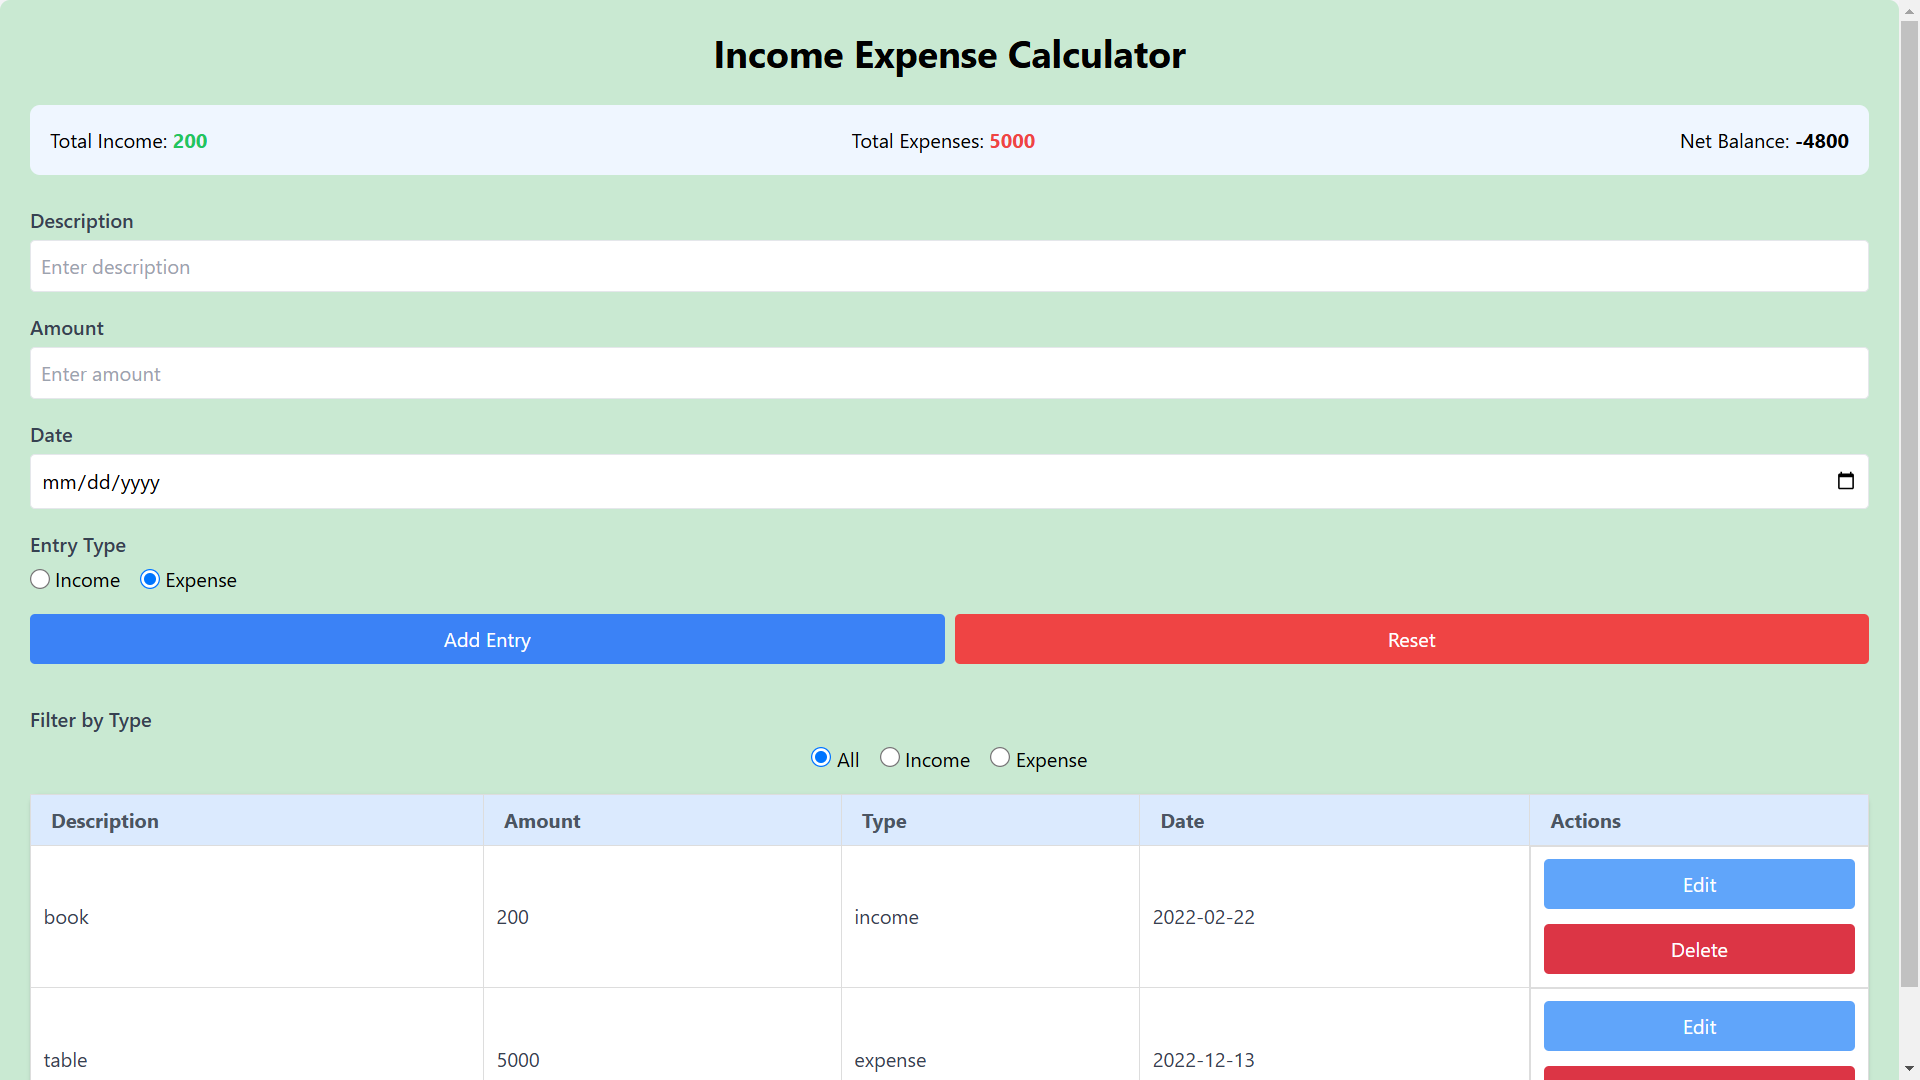 Income Expense Calculator
Total Income: 200 Total Expenses: 5000 Net Balance: -4800
Description
Enter description
Amount
Enter amount
Date
mm/dd/yyyy
Entry Type
Income Expense
Add Entry Reset
Filter by Type
All Income Expense
Description Amount Type Date Actions
book 200 income 2022-02-22 Edit
Delete
table 5000 expense 2022-12-13 Edit